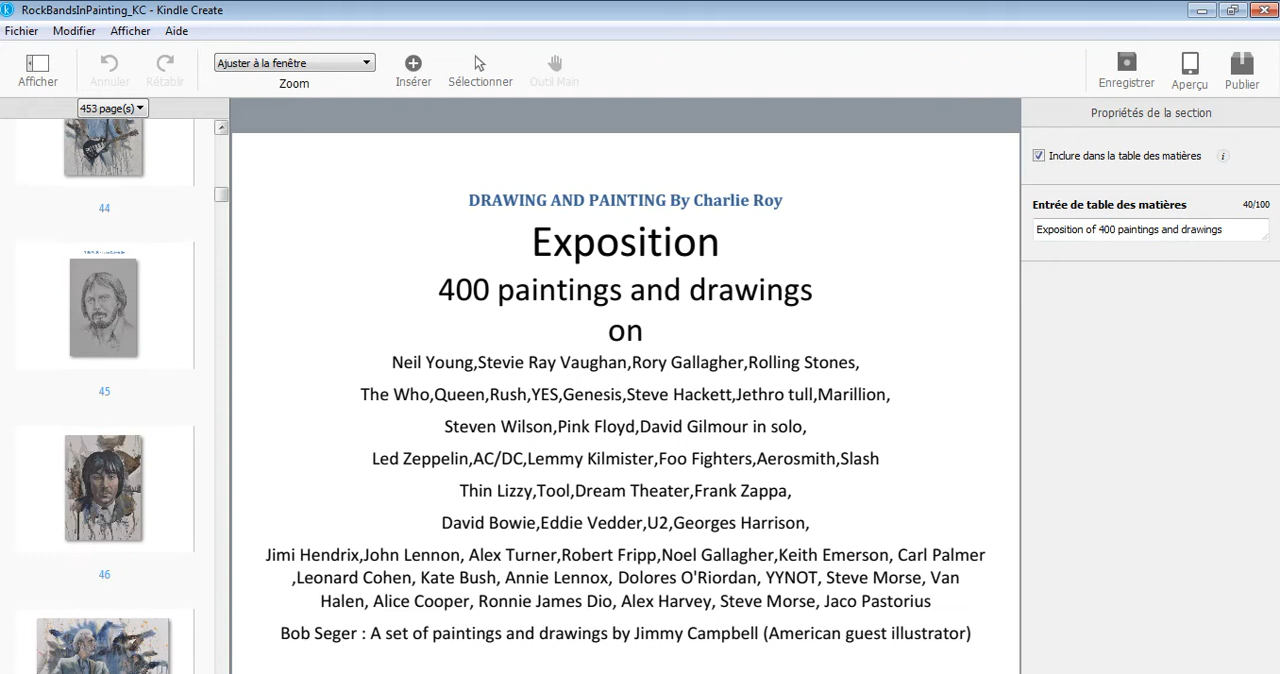 RockBandsInPainting_KC - Kindle Create
Fichier Modifier Afficher Aide
Afficher Annuler Rétablir Ajuster à la fenêtre Zoom Insérer Sélectionner Outil Main Enregistrer Aperçu Publier
453 page(s)
44
45
46
DRAWING AND PAINTING By Charlie Roy
Exposition
400 paintings and drawings
on
Neil Young,Stevie Ray Vaughan,Rory Gallagher,Rolling Stones,
The Who,Queen,Rush,YES,Genesis,Steve Hackett,Jethro tull,Marillion,
Steven Wilson,Pink Floyd,David Gilmour in solo,
Led Zeppelin,AC/DC,Lemmy Kilmister,Foo Fighters,Aerosmith,Slash
Thin Lizzy,Tool,Dream Theater,Frank Zappa,
David Bowie,Eddie Vedder,U2,Georges Harrison,
Jimi Hendrix,John Lennon, Alex Turner,Robert Fripp,Noel Gallagher,Keith Emerson, Carl Palmer
,Leonard Cohen, Kate Bush, Annie Lennox, Dolores O'Riordan, YYNOT, Steve Morse, Van
Halen, Alice Cooper, Ronnie James Dio, Alex Harvey, Steve Morse, Jaco Pastorius
Bob Seger : A set of paintings and drawings by Jimmy Campbell (American guest illustrator)
Propriétés de la section
Inclure dans la table des matières
Entrée de table des matières 40/100
Exposition of 400 paintings and drawings